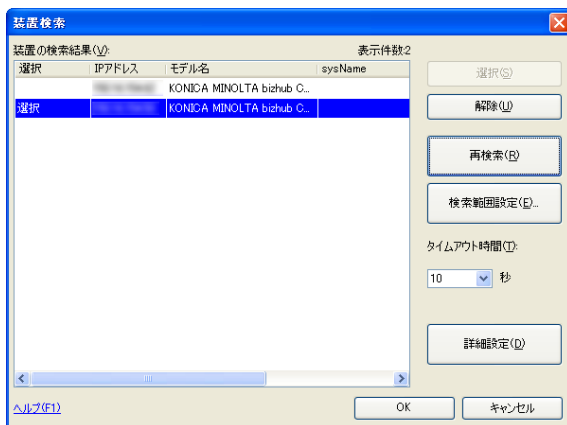 装置検索
装置の検索結果(V):
表示件数:2
選択 IPアドレス モデル名 sysName
KONICA MINOLTA bizhub C...
選択 KONICA MINOLTA bizhub C...
選択(S)
解除(U)
再検索(R)
検索範囲設定(E)...
タイムアウト時間(T):
10 秒
詳細設定(D)
ヘルプ(F1)
OK
キャンセル